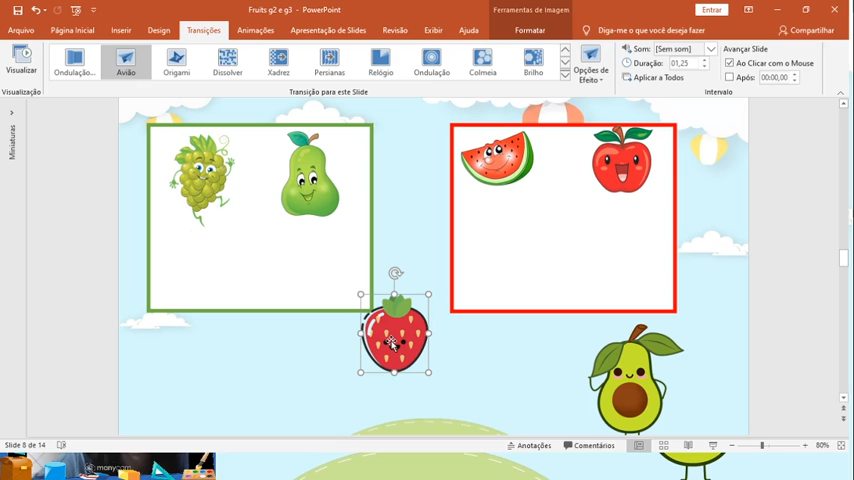 Fruits g2 e g3 - PowerPoint
Ferramentas de Imagem
Entrar
Arquivo Página Inicial Inserir Design Transições Animações Apresentação de Slides Revisão Exibir Ajuda Formatar Diga-me o que você deseja fazer Compartilhar
Visualizar
Ondulação... Avião Origami Dissolver Xadrez Persianas Relógio Ondulação Colmeia Brilho
Opções de Efeito
Som: [Sem som]
Duração: 01,25
Aplicar a Todos
Avançar Slide
Ao Clicar com o Mouse
Após: 00:00,00
Visualização Transição para este Slide Intervalo
Miniaturas
Slide 8 de 14 Anotações Comentários 80%
manycam